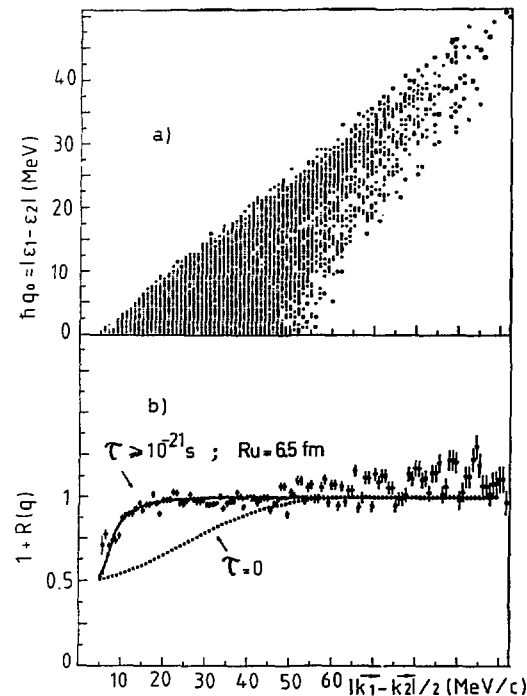 ħ q₀ = |ε₁ − ε₂| (MeV)
40
30
20
10
0
a)
b)
τ ⩾ 10⁻²¹ s ; Ru = 6.5 fm
τ = 0
1 + R(q)
1
0.5
0
10 20 30 40 50 60 |k₁ − k₂|/2 (MeV/c)